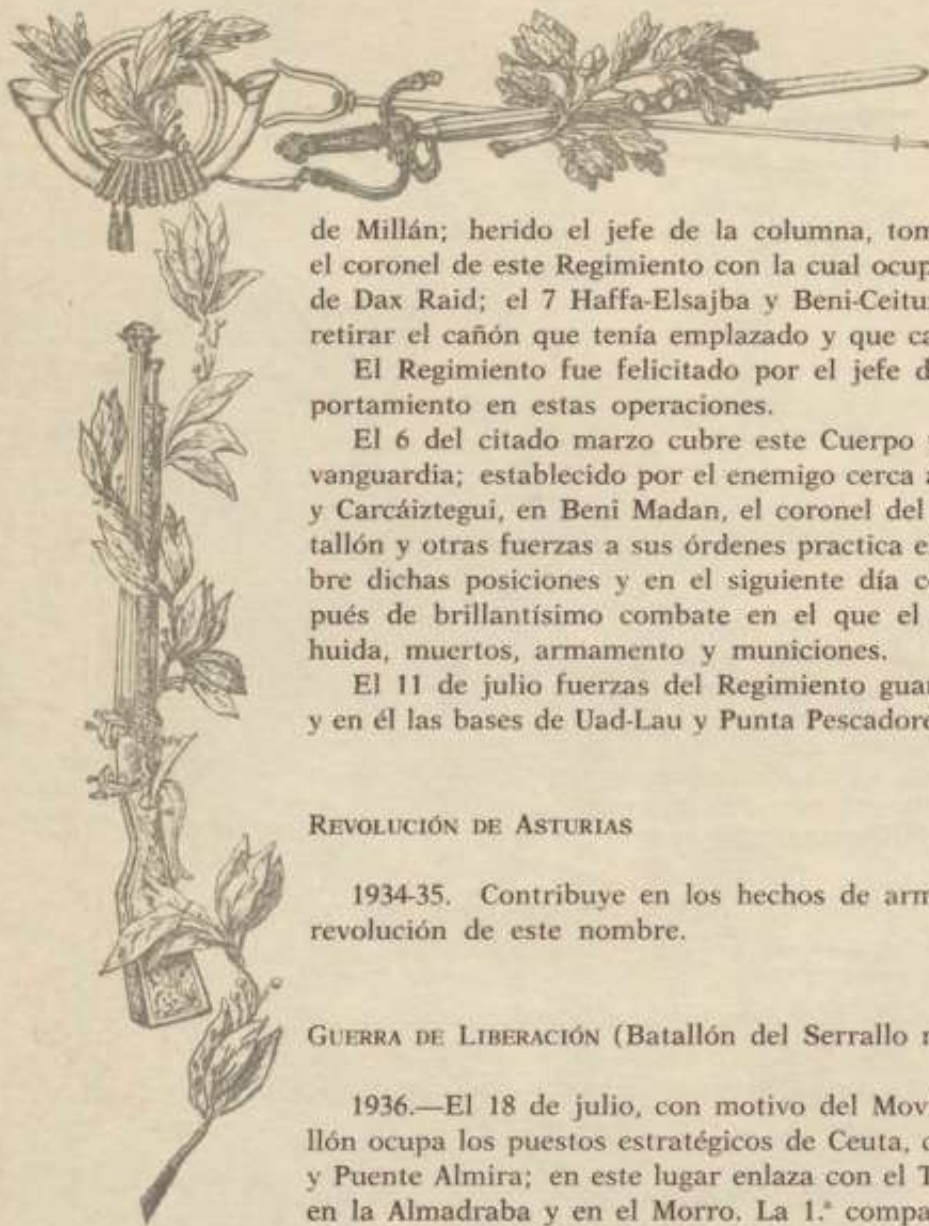 de Millán; herido el jefe de la columna, tom
el coronel de este Regimiento con la cual ocup
de Dax Raid; el 7 Haffa-Elsajba y Beni-Ceitur
retirar el cañón que tenía emplazado y que ca
El Regimiento fue felicitado por el jefe d
portamiento en estas operaciones.
El 6 del citado marzo cubre este Cuerpo
vanguardia; establecido por el enemigo cerca a
y Carcáiztegui, en Beni Madan, el coronel del
tallón y otras fuerzas a sus órdenes practica e
bre dichas posiciones y en el siguiente día co
pués de brillantísimo combate en el que el
huida, muertos, armamento y municiones.
El 11 de julio fuerzas del Regimiento guar
y en él las bases de Uad-Lau y Punta Pescadore
REVOLUCIÓN DE ASTURIAS
1934-35. Contribuye en los hechos de arm
revolución de este nombre.
GUERRA DE LIBERACIÓN (Batallón del Serrallo n
1936.—El 18 de julio, con motivo del Mov
llón ocupa los puestos estratégicos de Ceuta, c
y Puente Almira; en este lugar enlaza con el T
en la Almadraba y en el Morro. La 1.ª compa